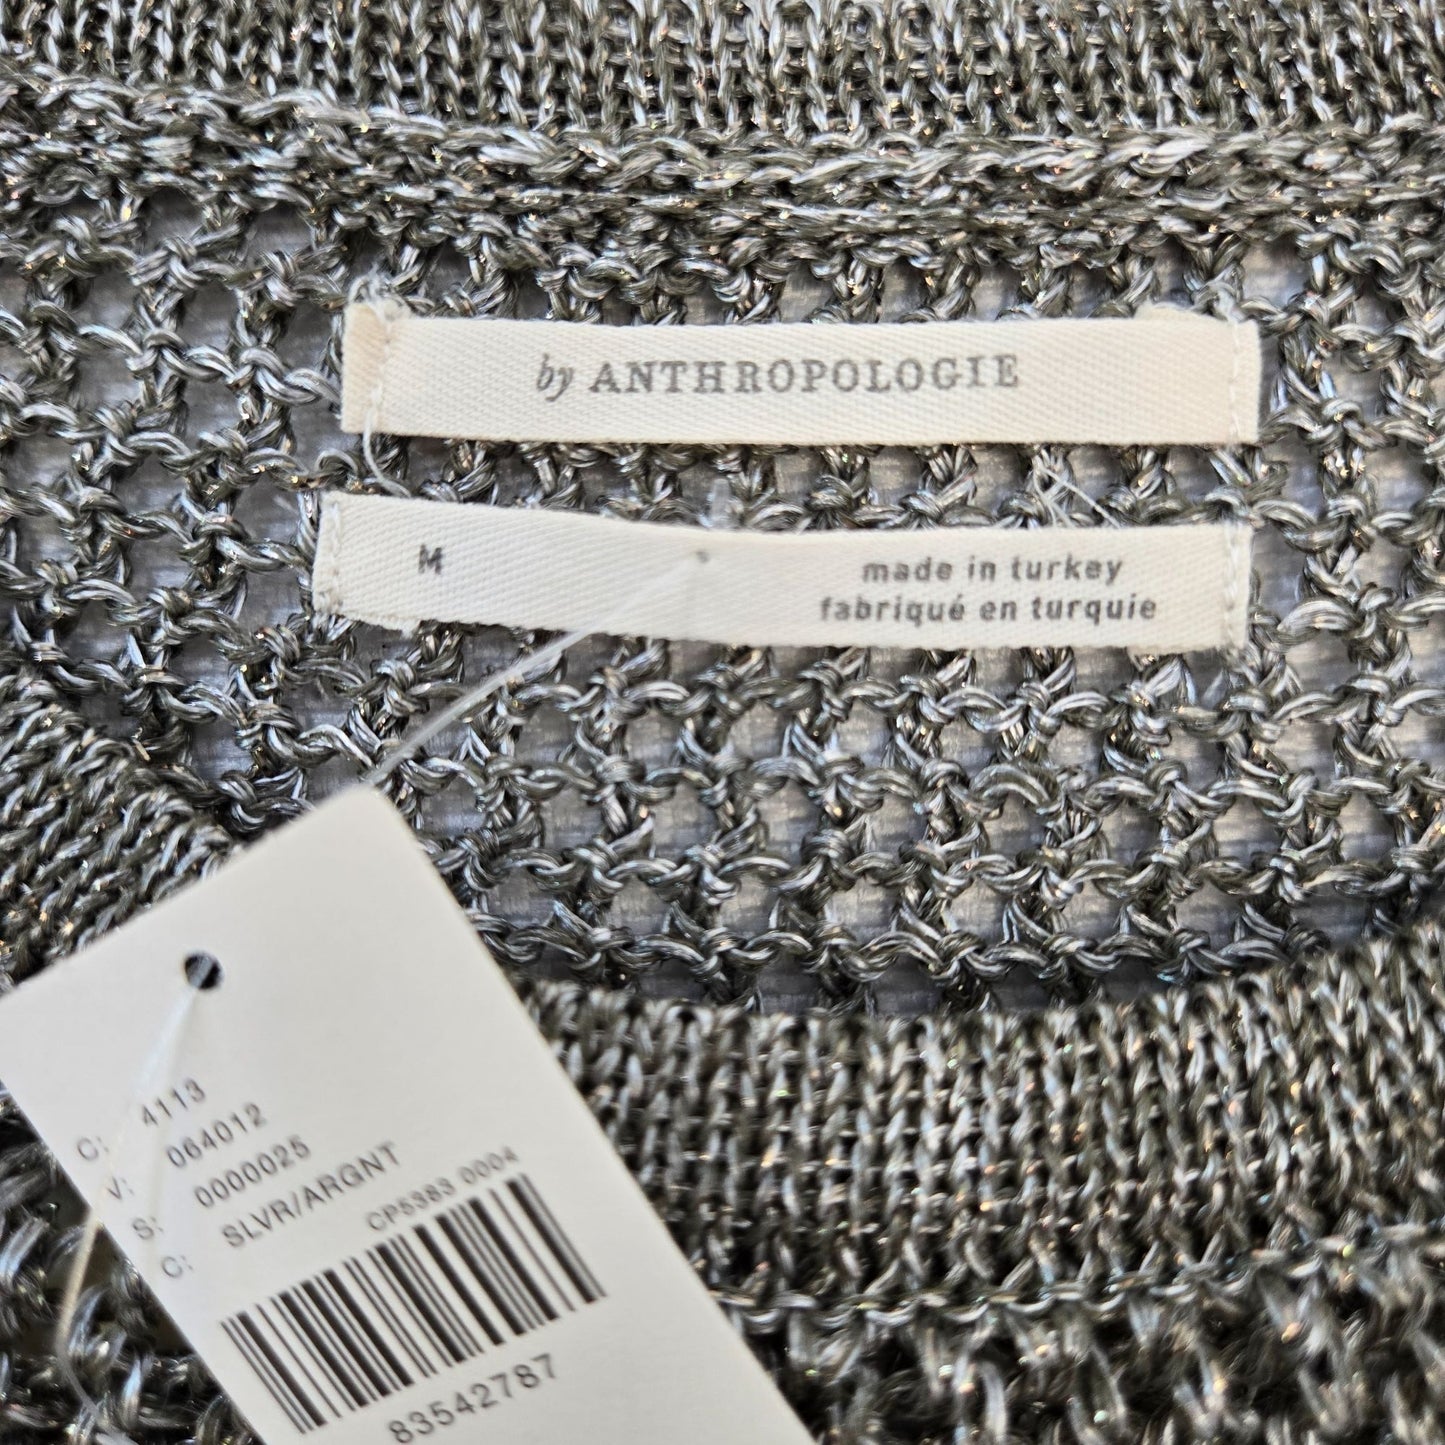 by ANTHROPOLOGIE
M
made in turkey
fabriqué en turquie
C: 4113
V: 064012
S: 0000025
C: SLVR/ARGNT
CP5383 0004
83542787